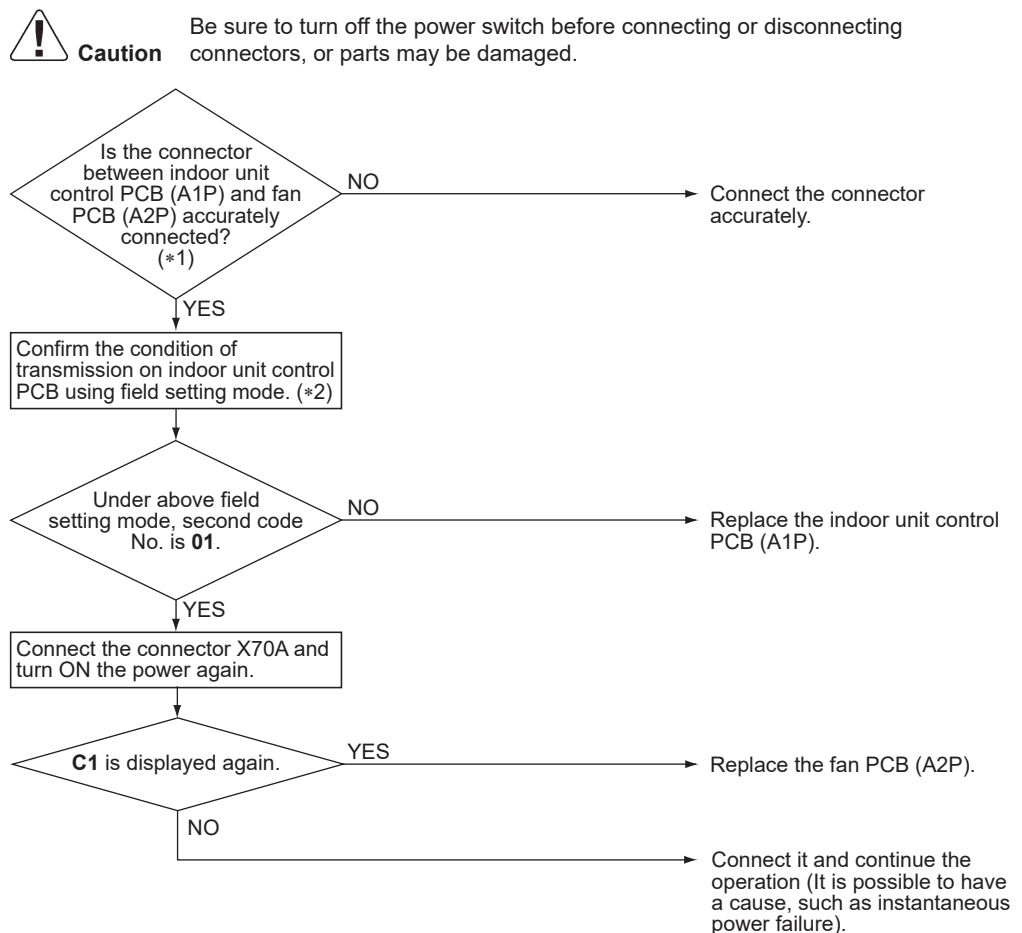 Be sure to turn off the power switch before connecting or disconnecting
Caution connectors, or parts may be damaged.
Is the connector
between indoor unit
control PCB (A1P) and fan
PCB (A2P) accurately
connected?
(*1)
NO
Connect the connector
accurately.
YES
Confirm the condition of
transmission on indoor unit control
PCB using field setting mode. (*2)
Under above field
setting mode, second code
No. is 01.
NO
Replace the indoor unit control
PCB (A1P).
YES
Connect the connector X70A and
turn ON the power again.
C1 is displayed again.
YES
Replace the fan PCB (A2P).
NO
Connect it and continue the
operation (It is possible to have
a cause, such as instantaneous
power failure).